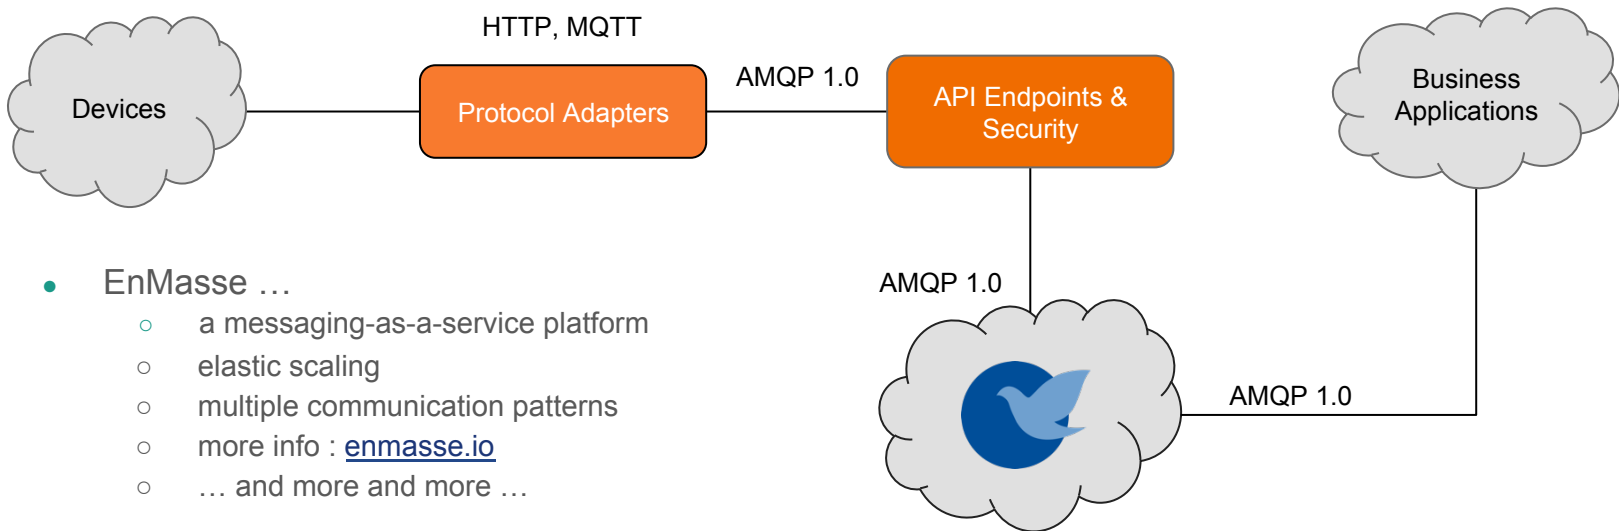 HTTP, MQTT
Devices
Protocol Adapters
AMQP 1.0
API Endpoints &
Security
Business
Applications
● EnMasse …
○ a messaging-as-a-service platform
○ elastic scaling
○ multiple communication patterns
○ more info : enmasse.io
○ … and more and more …
AMQP 1.0
AMQP 1.0